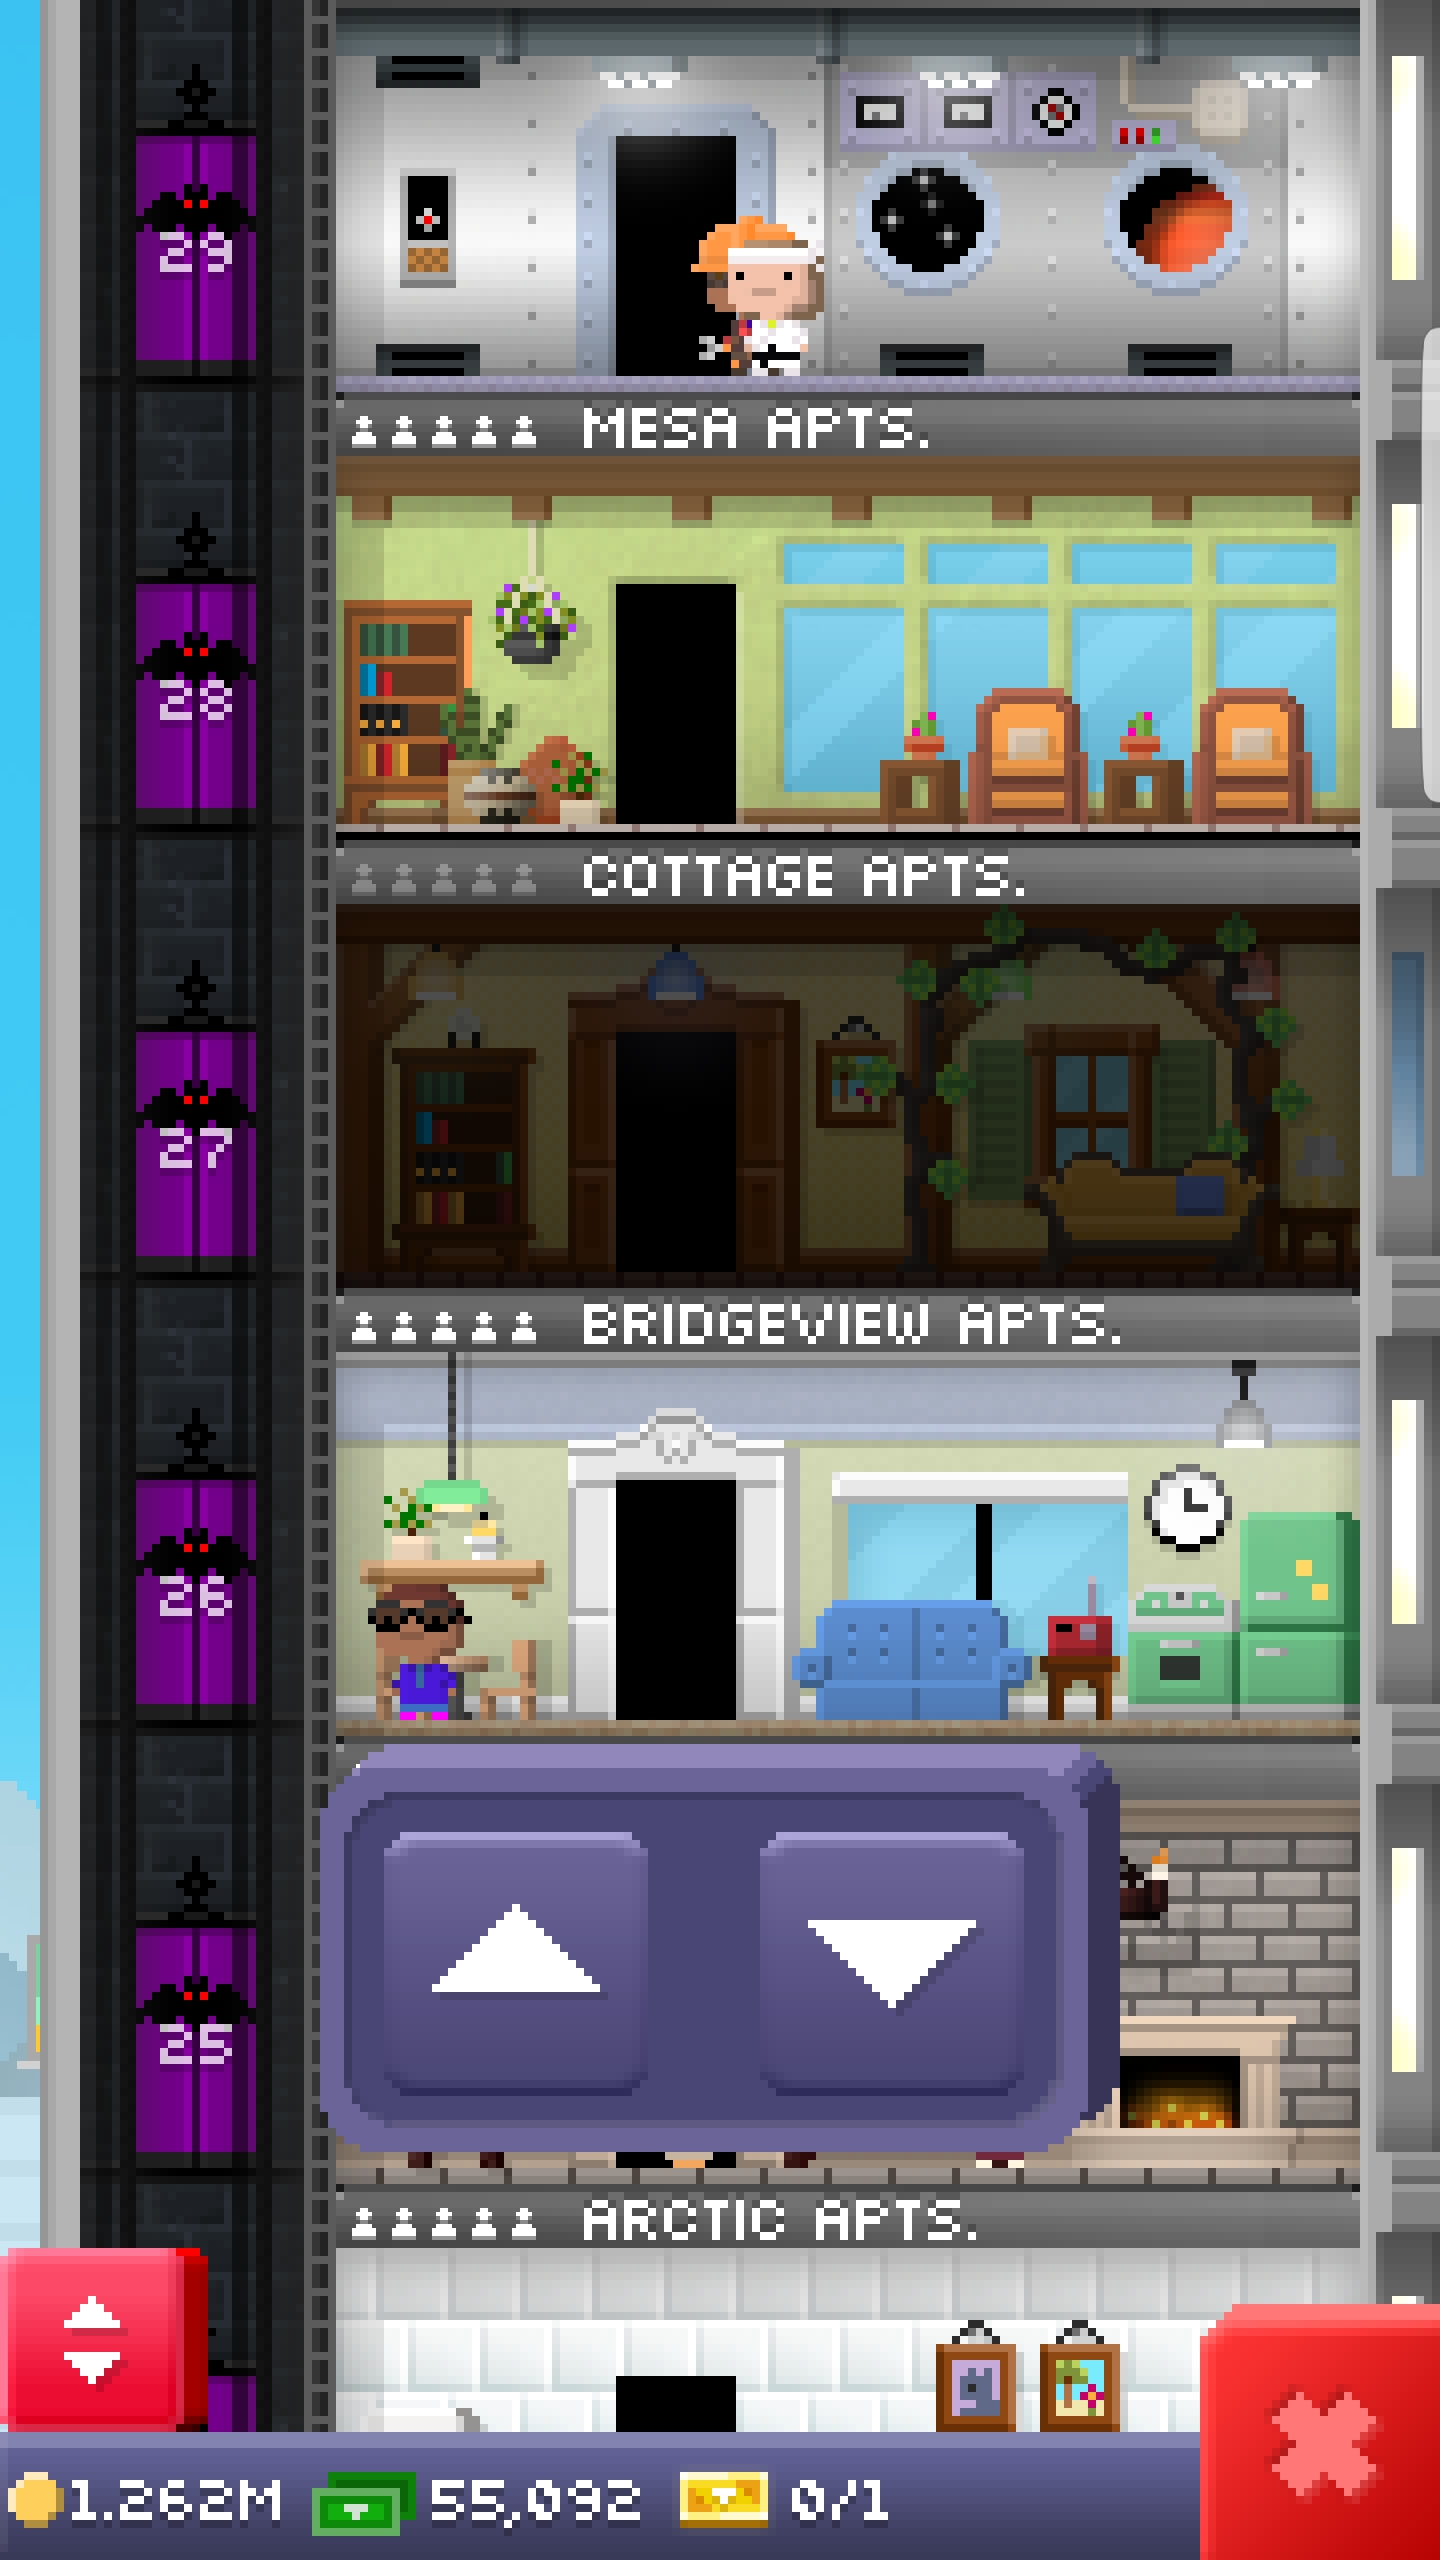 29
MESA APTS.
28
COTTAGE APTS.
27
BRIDGEVIEW APTS.
26
25
ARCTIC APTS.
1.262M 55,092 0/1